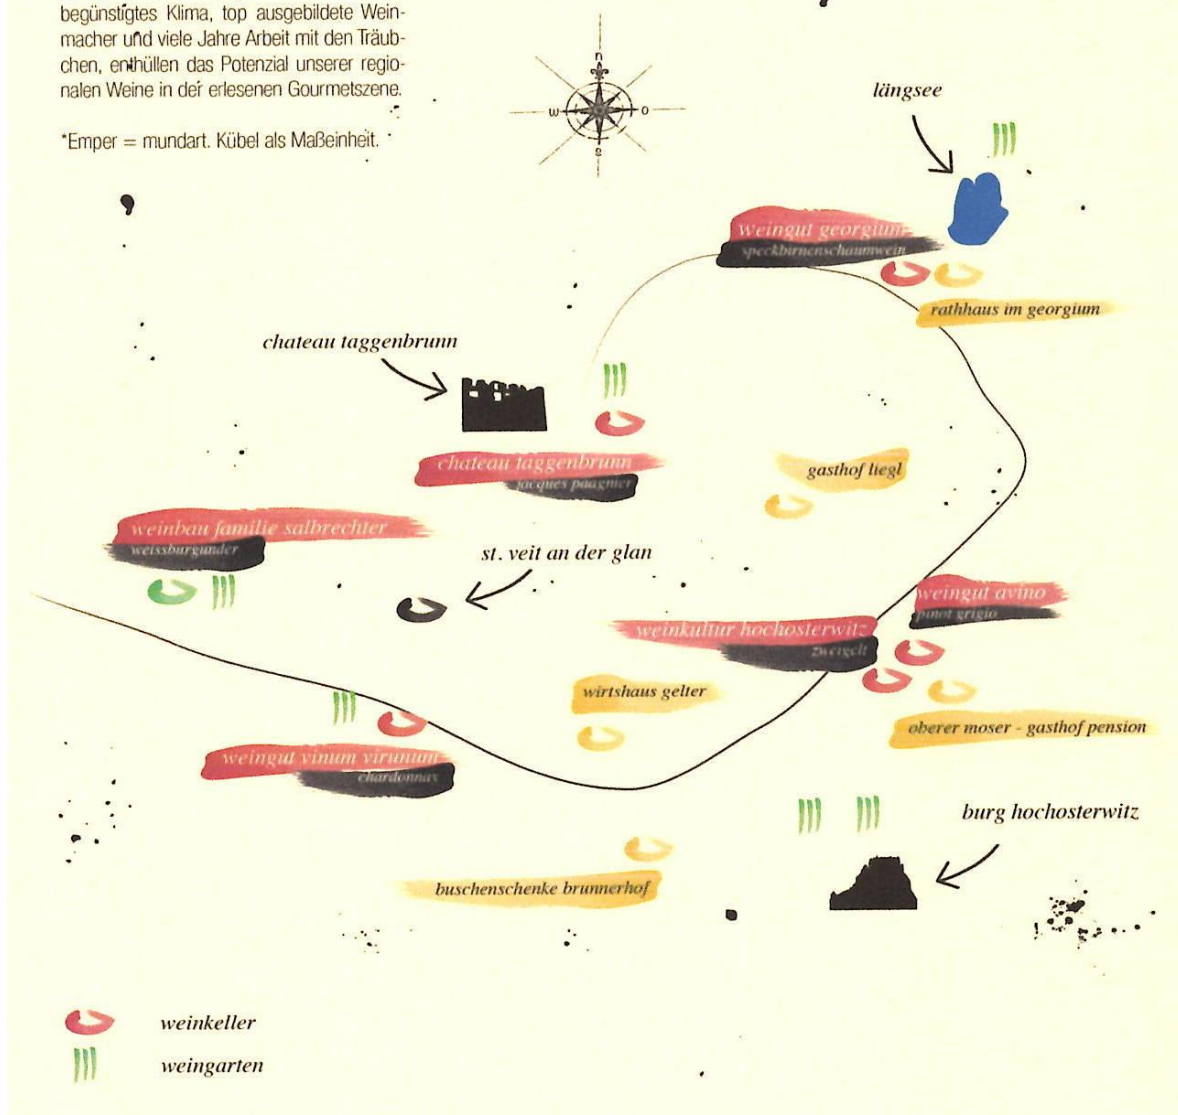 begünstigtes Klima, top ausgebildete Wein-
macher und viele Jahre Arbeit mit den Träub-
chen, enthüllen das Potenzial unserer regio-
nalen Weine in der erlesenen Gourmetszene.
*Emper = mundart. Kübel als Maßeinheit.
n
w
o
s
längsee
weingut georgium
speckbirnenschaumwein
rathhaus im georgium
chateau taggenbrunn
chateau taggenbrunn
jacques paagnier
gasthof liegl
weinbau familie salbrechter
weissburgunder
st. veit an der glan
weingut avino
pinot grigio
weinkultur hochosterwitz
zweigelt
wirtshaus gelter
oberer moser - gasthof pension
weingut vinum virunum
chardonnay
burg hochosterwitz
buschenschenke brunnerhof
weinkeller
weingarten